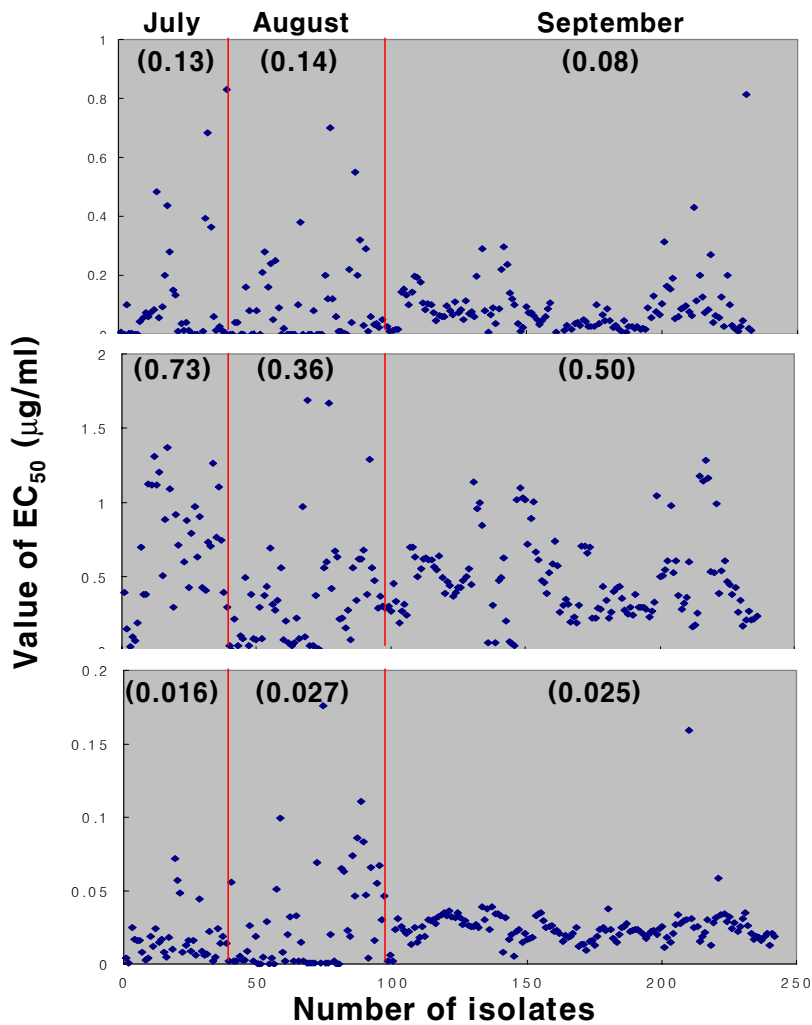 July August September
(0.13) (0.14) (0.08)
1
0.8
0.6
0.4
0.2
0
(0.73) (0.36) (0.50)
2
1.5
1
0.5
0
(0.016) (0.027) (0.025)
0.2
0.15
0.1
0.05
0
0 50 100 150 200 250
Number of isolates
Value of EC50 (μg/ml)